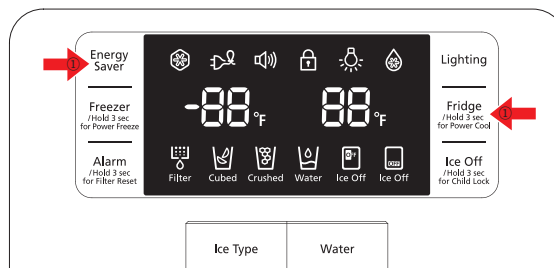 Energy
Saver
①
Freezer
/Hold 3 sec
for Power Freeze
Alarm
/Hold 3 sec
for Filter Reset
-88 °F
88 °F
Filter
Cubed
Crushed
Water
Ice Off
Ice Off
Lighting
Fridge
/Hold 3 sec
for Power Cool
①
Ice Off
/Hold 3 sec
for Child Lock
Ice Type
Water